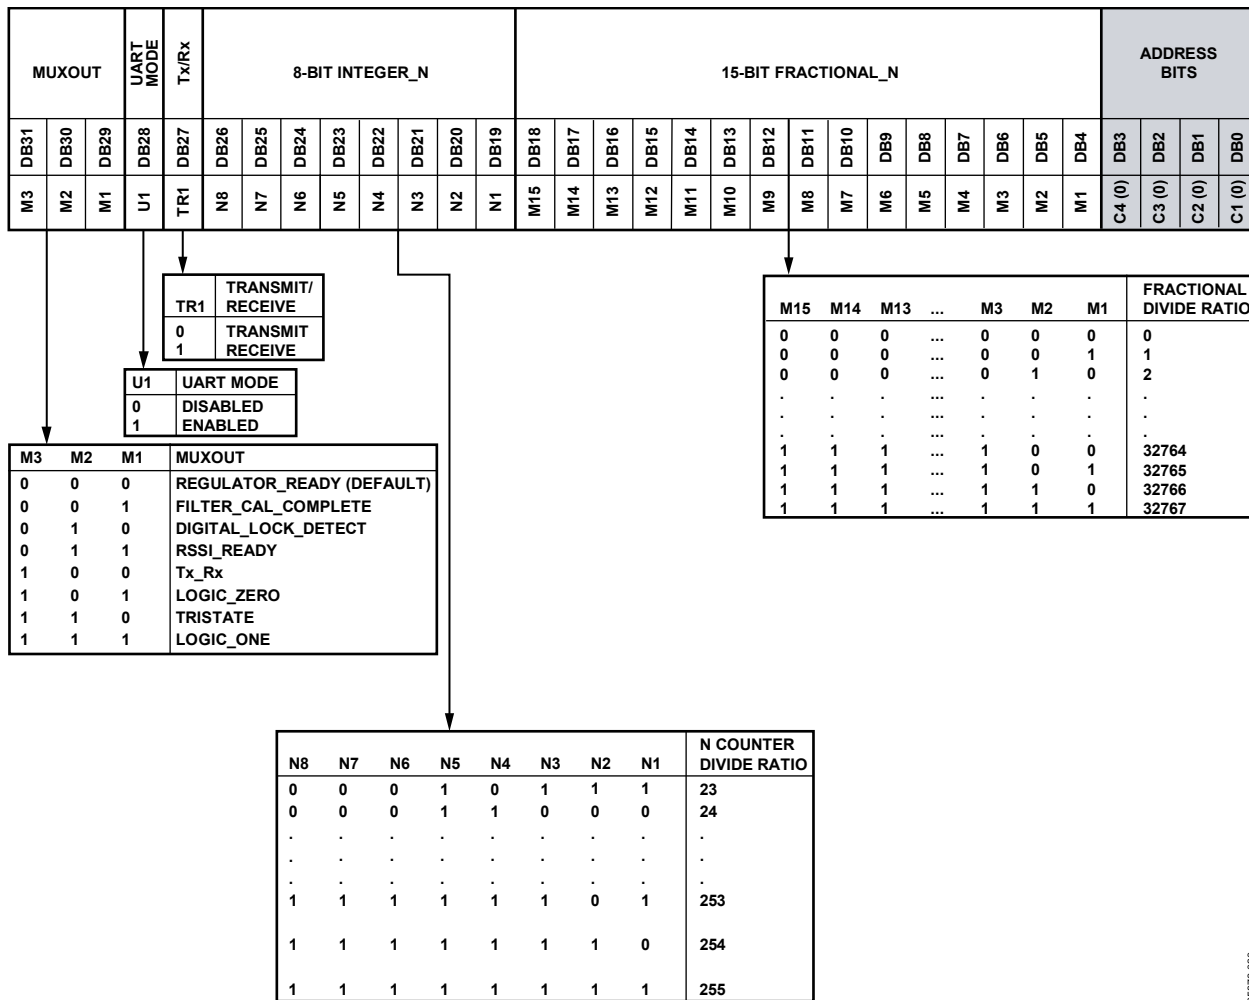 MUXOUT UART MODE Tx/Rx 8-BIT INTEGER_N 15-BIT FRACTIONAL_N ADDRESS BITS
DB31 DB30 DB29 DB28 DB27 DB26 DB25 DB24 DB23 DB22 DB21 DB20 DB19 DB18 DB17 DB16 DB15 DB14 DB13 DB12 DB11 DB10 DB9 DB8 DB7 DB6 DB5 DB4 DB3 DB2 DB1 DB0
M3 M2 M1 U1 TR1 N8 N7 N6 N5 N4 N3 N2 N1 M15 M14 M13 M12 M11 M10 M9 M8 M7 M6 M5 M4 M3 M2 M1 C4 (0) C3 (0) C2 (0) C1 (0)
TR1 TRANSMIT/ RECEIVE
0 TRANSMIT
1 RECEIVE
U1 UART MODE
0 DISABLED
1 ENABLED
M3 M2 M1 MUXOUT
0 0 0 REGULATOR_READY (DEFAULT)
0 0 1 FILTER_CAL_COMPLETE
0 1 0 DIGITAL_LOCK_DETECT
0 1 1 RSSI_READY
1 0 0 Tx_Rx
1 0 1 LOGIC_ZERO
1 1 0 TRISTATE
1 1 1 LOGIC_ONE
M15 M14 M13 ... M3 M2 M1 FRACTIONAL DIVIDE RATIO
0 0 0 ... 0 0 0 0
0 0 0 ... 0 0 1 1
0 0 0 ... 0 1 0 2
. . . ... . . . .
. . . ... . . . .
. . . ... . . . .
1 1 1 ... 1 0 0 32764
1 1 1 ... 1 0 1 32765
1 1 1 ... 1 1 0 32766
1 1 1 ... 1 1 1 32767
N8 N7 N6 N5 N4 N3 N2 N1 N COUNTER DIVIDE RATIO
0 0 0 1 0 1 1 1 23
0 0 0 1 1 0 0 0 24
. . . . . . . . .
. . . . . . . . .
. . . . . . . . .
1 1 1 1 1 1 0 1 253
1 1 1 1 1 1 1 0 254
1 1 1 1 1 1 1 1 255